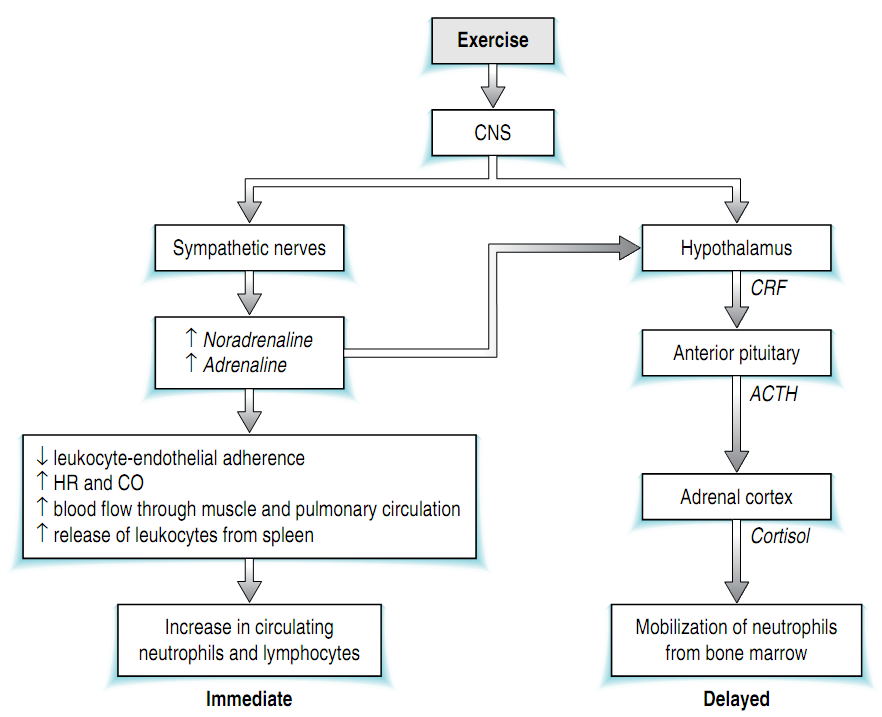 Exercise
CNS
Sympathetic nerves
Hypothalamus
CRF
↑ Noradrenaline
↑ Adrenaline
Anterior pituitary
ACTH
↓ leukocyte-endothelial adherence
↑ HR and CO
↑ blood flow through muscle and pulmonary circulation
↑ release of leukocytes from spleen
Adrenal cortex
Cortisol
Increase in circulating
neutrophils and lymphocytes
Immediate
Mobilization of neutrophils
from bone marrow
Delayed